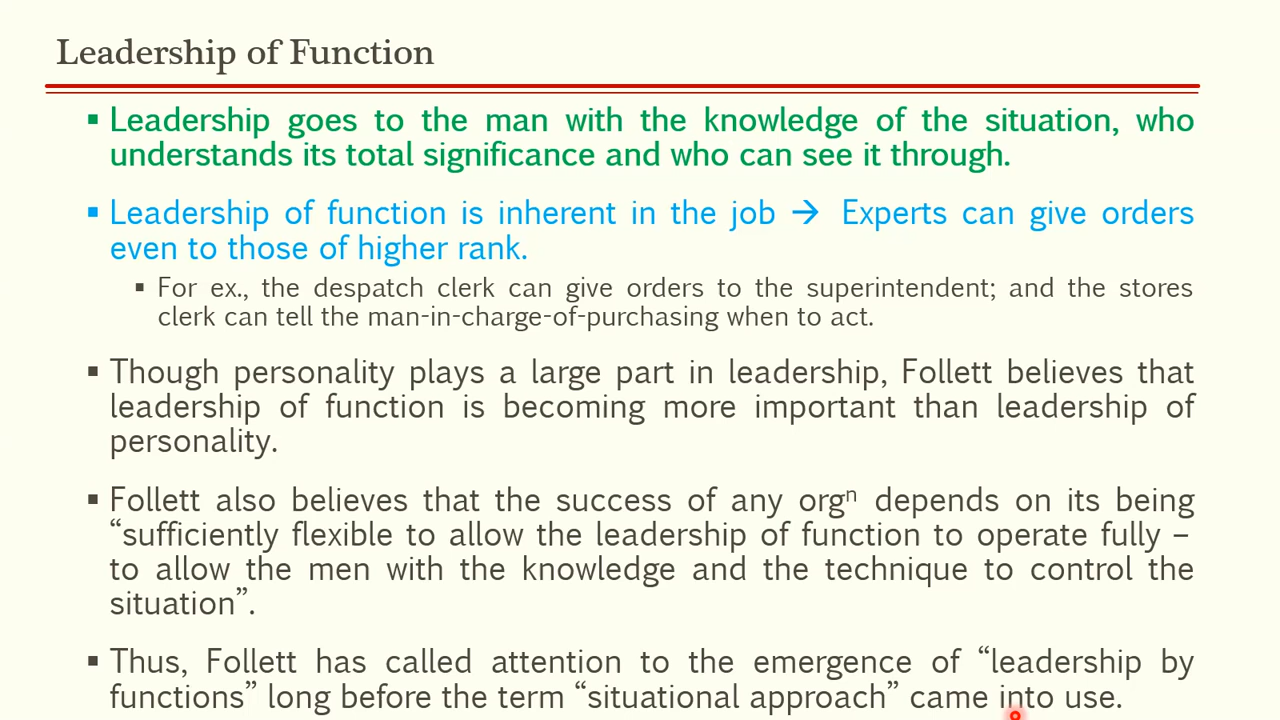 Leadership of Function
▪ Leadership goes to the man with the knowledge of the situation, who
understands its total significance and who can see it through.
▪ Leadership of function is inherent in the job → Experts can give orders
even to those of higher rank.
▪ For ex., the despatch clerk can give orders to the superintendent; and the stores
clerk can tell the man-in-charge-of-purchasing when to act.
▪ Though personality plays a large part in leadership, Follett believes that
leadership of function is becoming more important than leadership of
personality.
▪ Follett also believes that the success of any orgⁿ depends on its being
“sufficiently flexible to allow the leadership of function to operate fully –
to allow the men with the knowledge and the technique to control the
situation”.
▪ Thus, Follett has called attention to the emergence of “leadership by
functions” long before the term “situational approach” came into use.